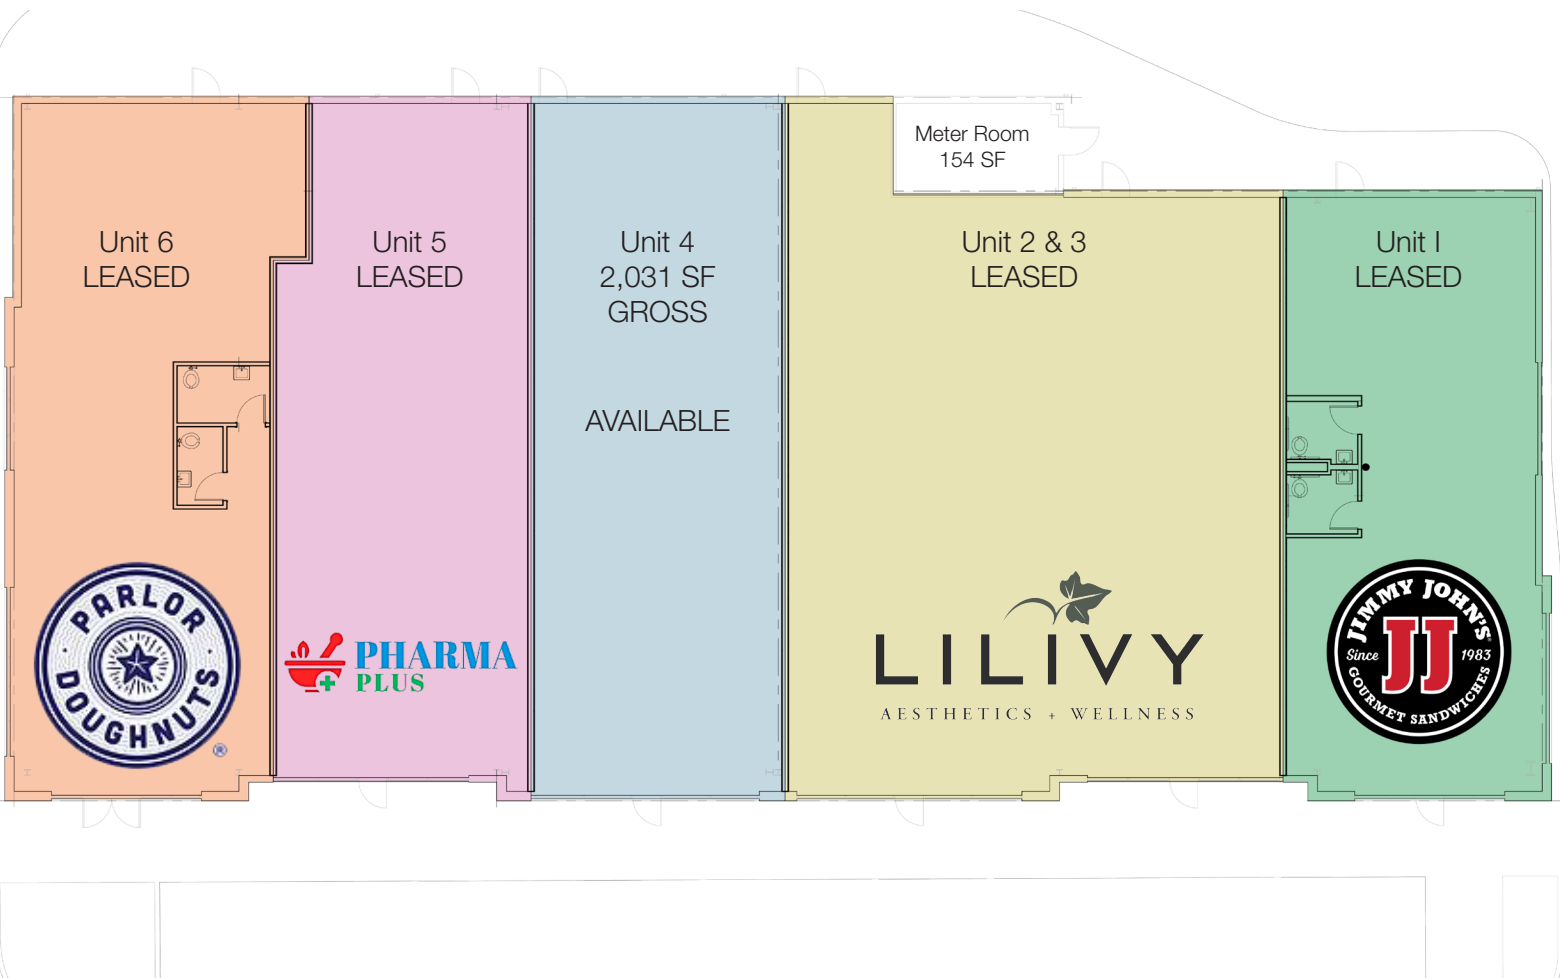 Meter Room
154 SF
Unit 6
LEASED
Unit 5
LEASED
Unit 4
2,031 SF
GROSS
AVAILABLE
Unit 2 & 3
LEASED
Unit I
LEASED
PARLOR
DOUGHNUTS
®
PHARMA
PLUS
LILIVY
AESTHETICS + WELLNESS
JIMMY JOHN'S
Since JJ 1983
GOURMET SANDWICHES